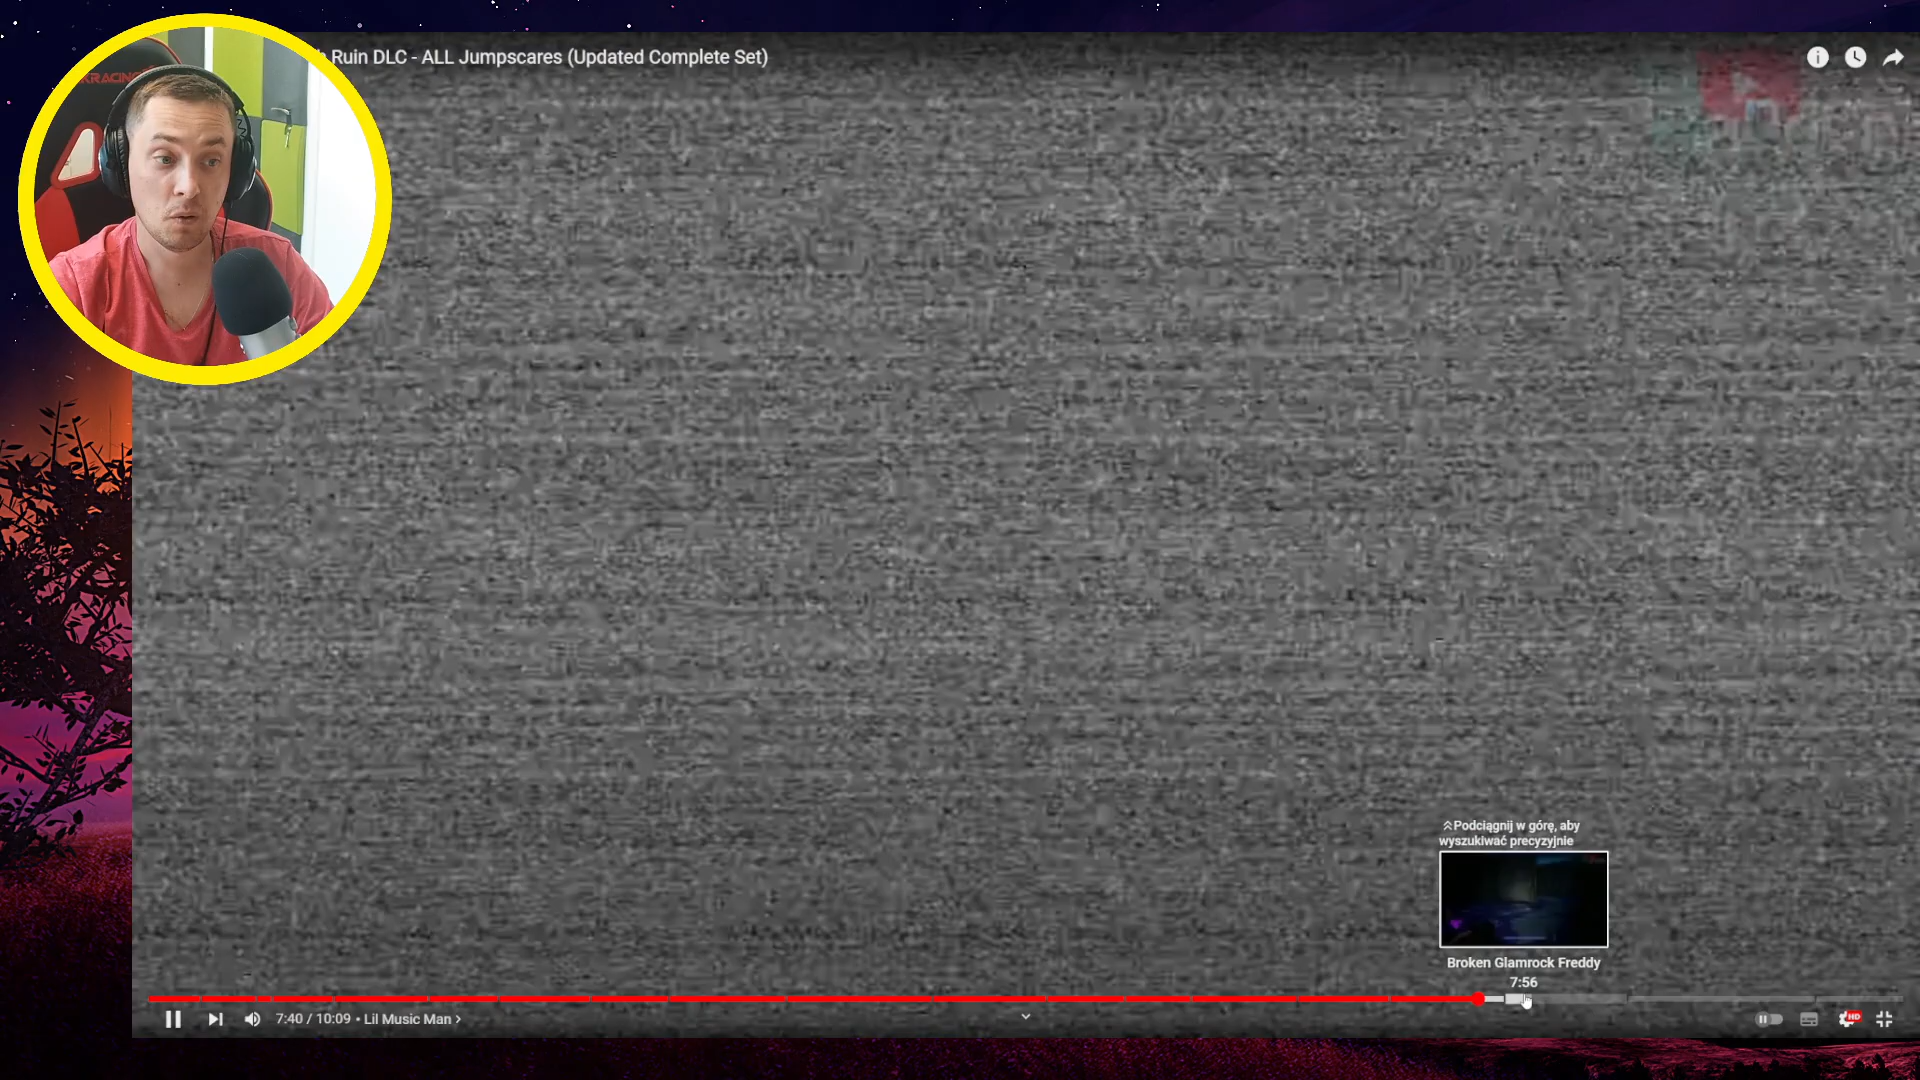 Ruin DLC - ALL Jumpscares (Updated Complete Set)
Podciągnij w górę, aby
wyszukiwać precyzyjnie
Broken Glamrock Freddy
7:56
7:40 / 10:09 • Lil Music Man
HD